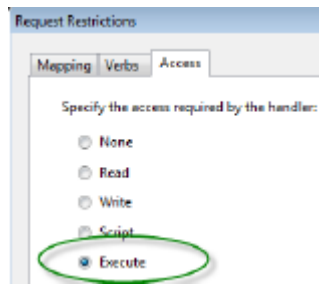 Request Restrictions
Mapping Verbs Access
Specify the access required by the handler:
None
Read
Write
Script
Execute